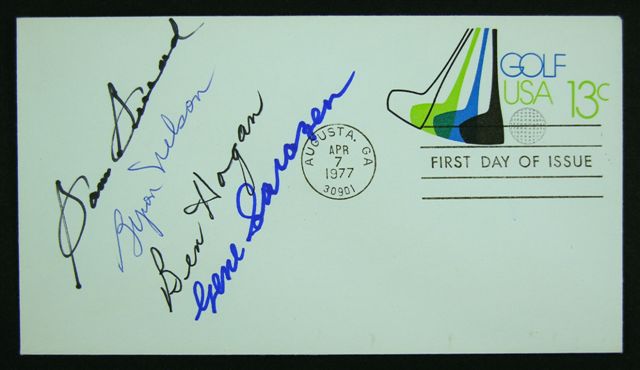 Sam Snead
Byron Nelson
Ben Hogan
Gene Sarazen
AUGUSTA, GA
APR
7
1977
30901
GOLF
USA 13c
FIRST DAY OF ISSUE